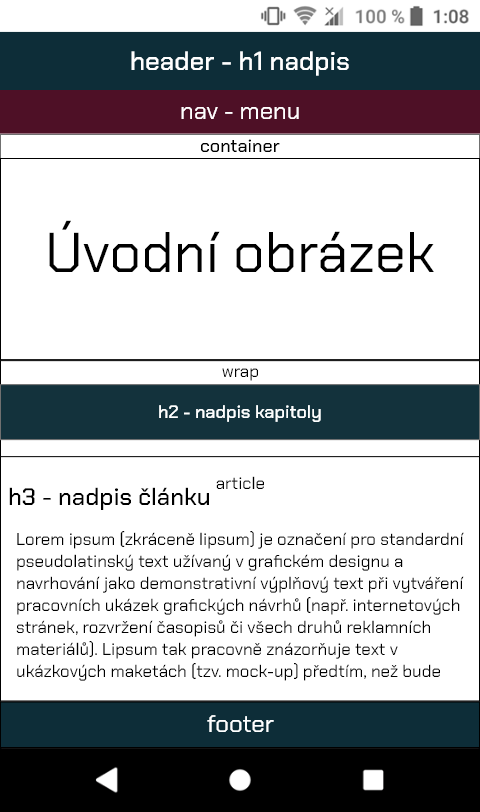 100 % 1:08
header - h1 nadpis
nav - menu
container
Úvodní obrázek
wrap
h2 - nadpis kapitoly
article
h3 - nadpis článku
Lorem ipsum (zkráceně lipsum) je označení pro standardní
pseudolatinský text užívaný v grafickém designu a
navrhování jako demonstrativní výplňový text při vytváření
pracovních ukázek grafických návrhů (např. internetových
stránek, rozvržení časopisů či všech druhů reklamních
materiálů). Lipsum tak pracovně znázorňuje text v
ukázkových maketách (tzv. mock-up) předtím, než bude
footer